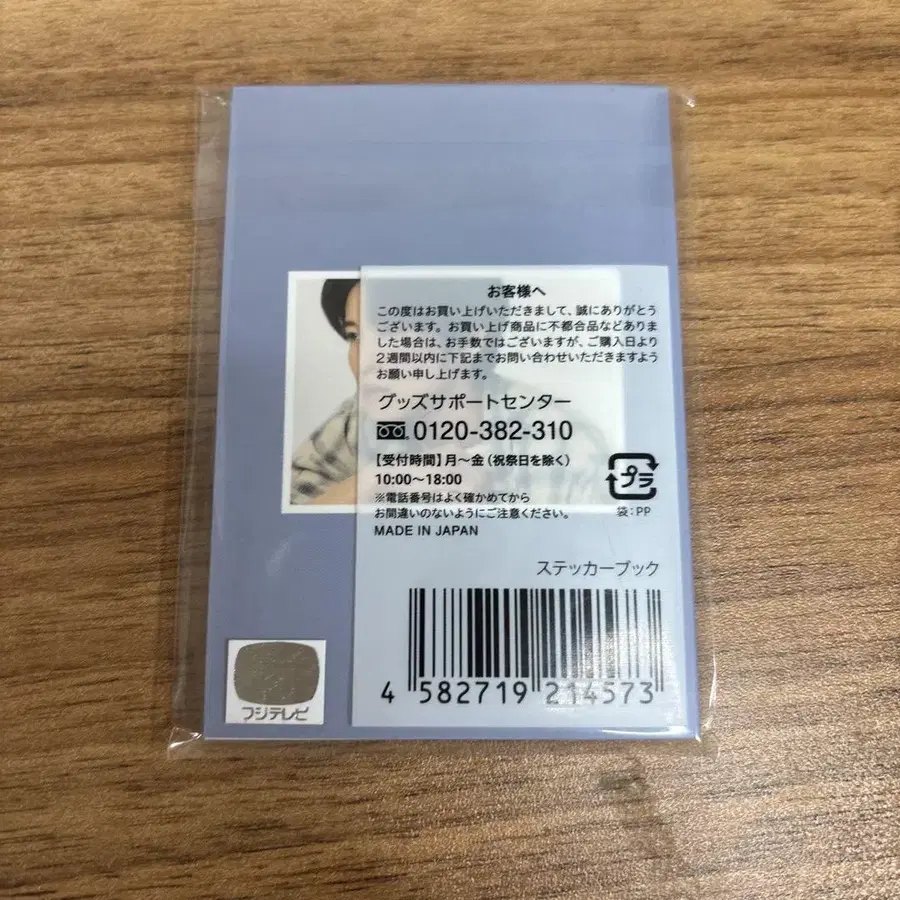 お客様へ
この度はお買い上げいただきまして、誠にありがとう
ございます。お買い上げ商品に不都合品などありま
した場合は、お手数ではございますが、ご購入日より
2週間以内に下記までお問い合わせいただきますよう
お願い申し上げます。
グッズサポートセンター
0120-382-310
【受付時間】月〜金（祝祭日を除く）
10:00〜18:00
※電話番号はよく確かめてから
お間違いのないようにご注意ください。
MADE IN JAPAN
プラ
袋:PP
ステッカーブック
4 582719 214573
フジテレビ